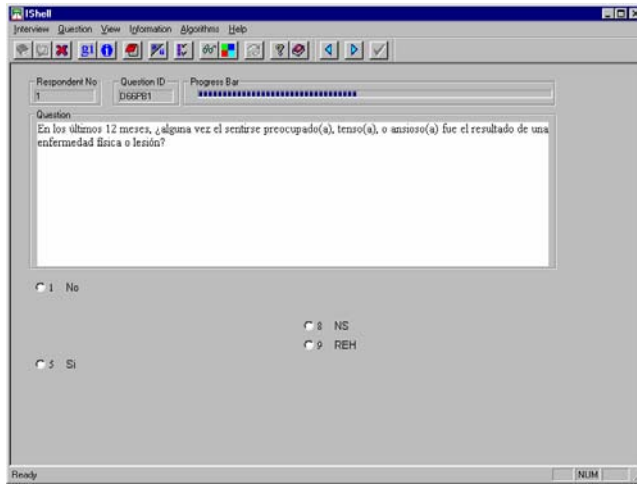 IShell
Interview Question View Information Algorithms Help
Respondent No
Question ID
Progress Bar
1
D66PB1
Question
En los últimos 12 meses, ¿alguna vez el sentirse preocupado(a), tenso(a), o ansioso(a) fue el resultado de una
enfermedad física o lesión?
1 No
8 NS
9 REH
5 Sí
Ready
NUM